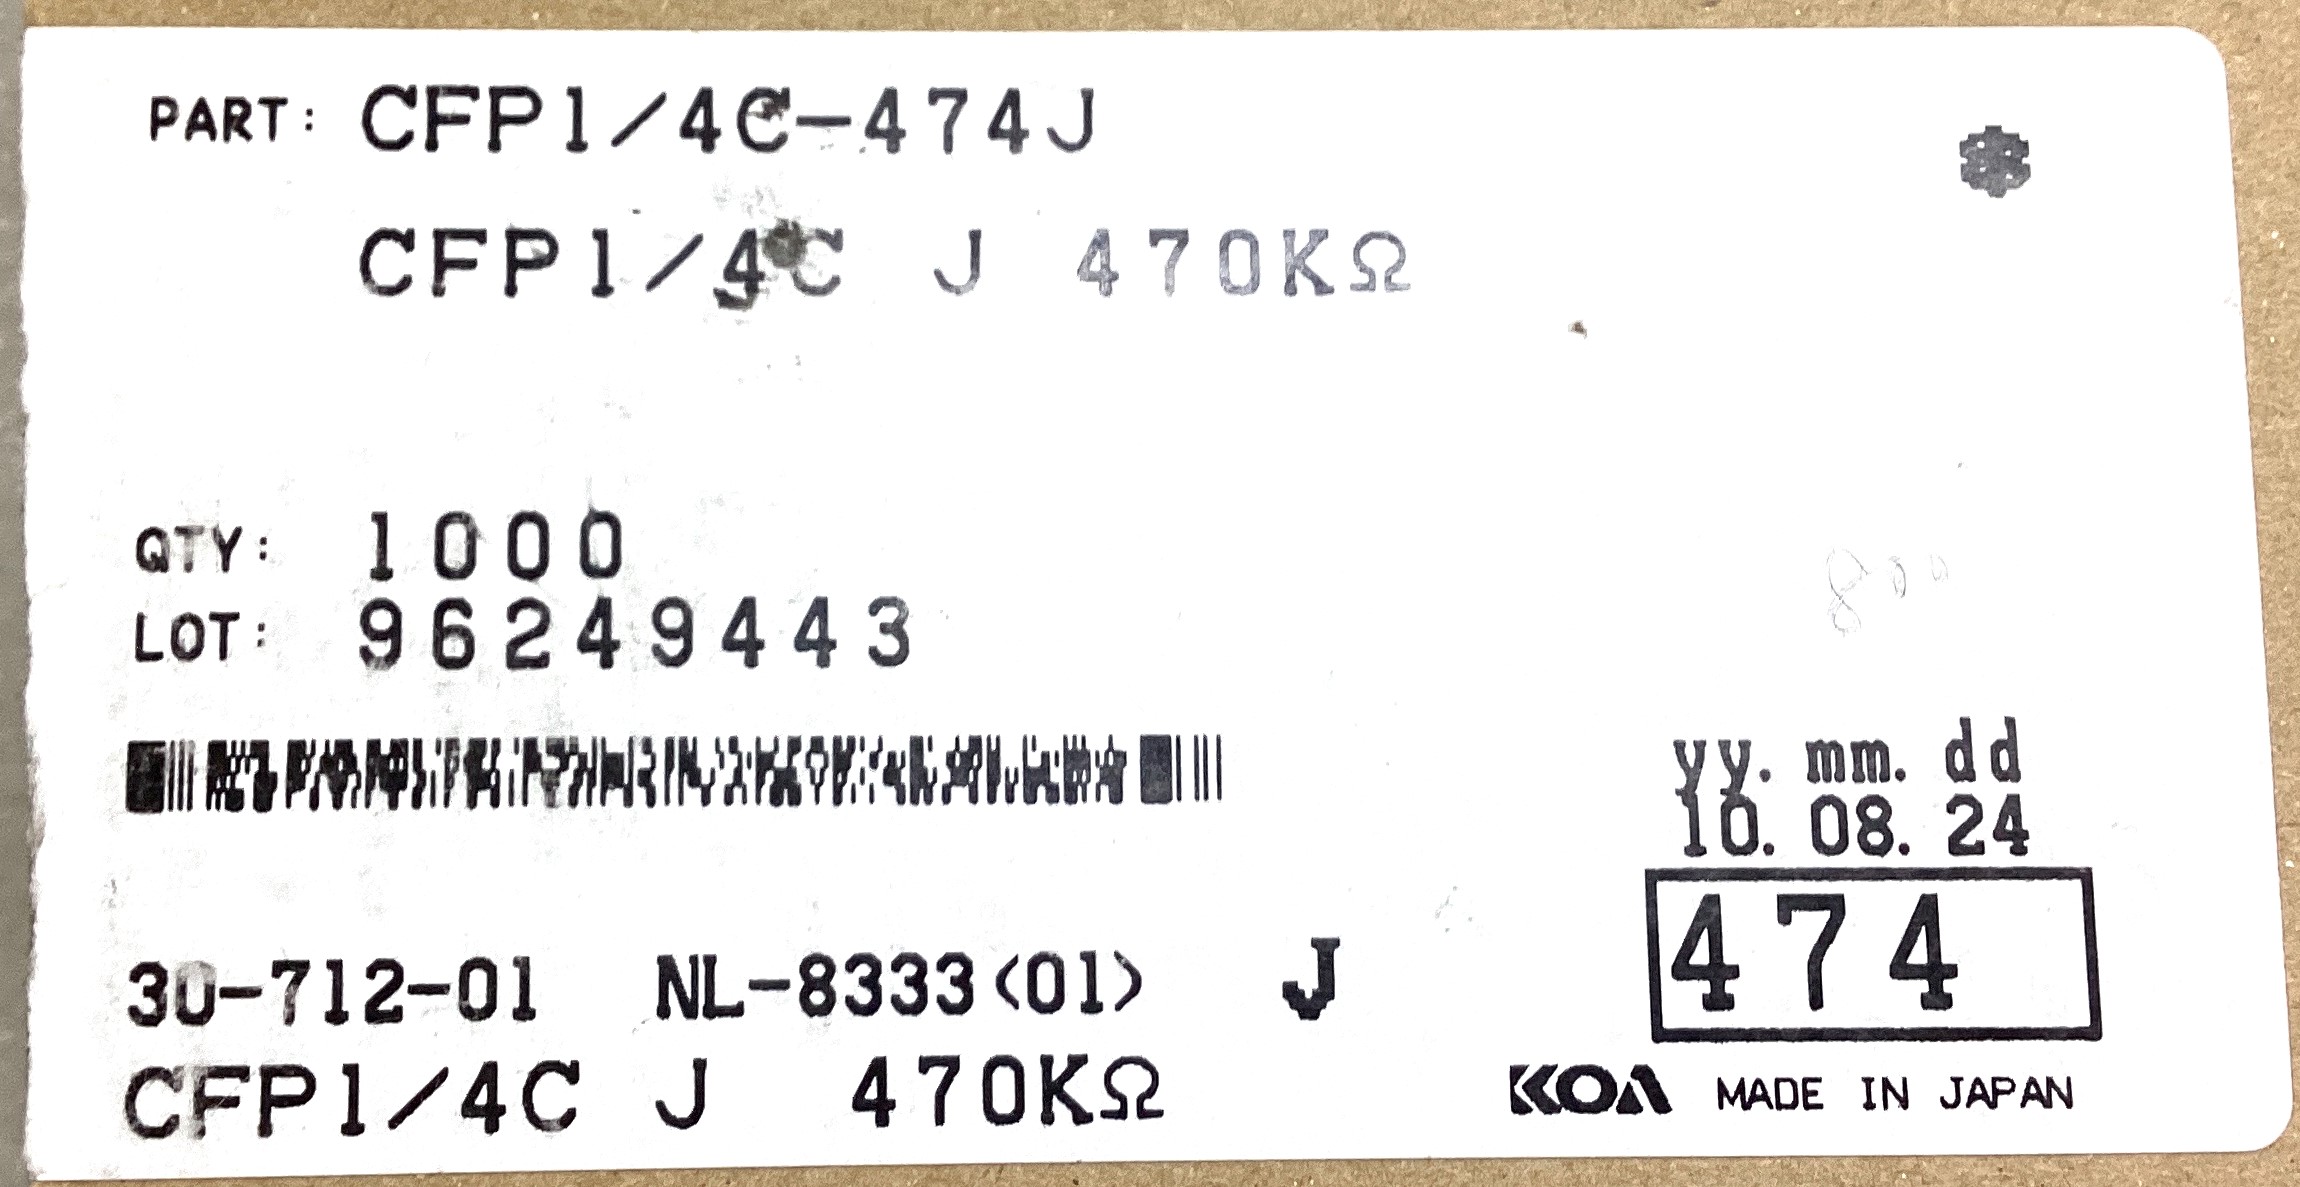 PART: CFP1/4C-474J
CFP1/4C J 470KΩ
QTY: 1000
LOT: 96249443
800
yy. mm. dd
10. 08. 24
474
30-712-01 NL-8333<01> J
CFP1/4C J 470KΩ
KOA MADE IN JAPAN